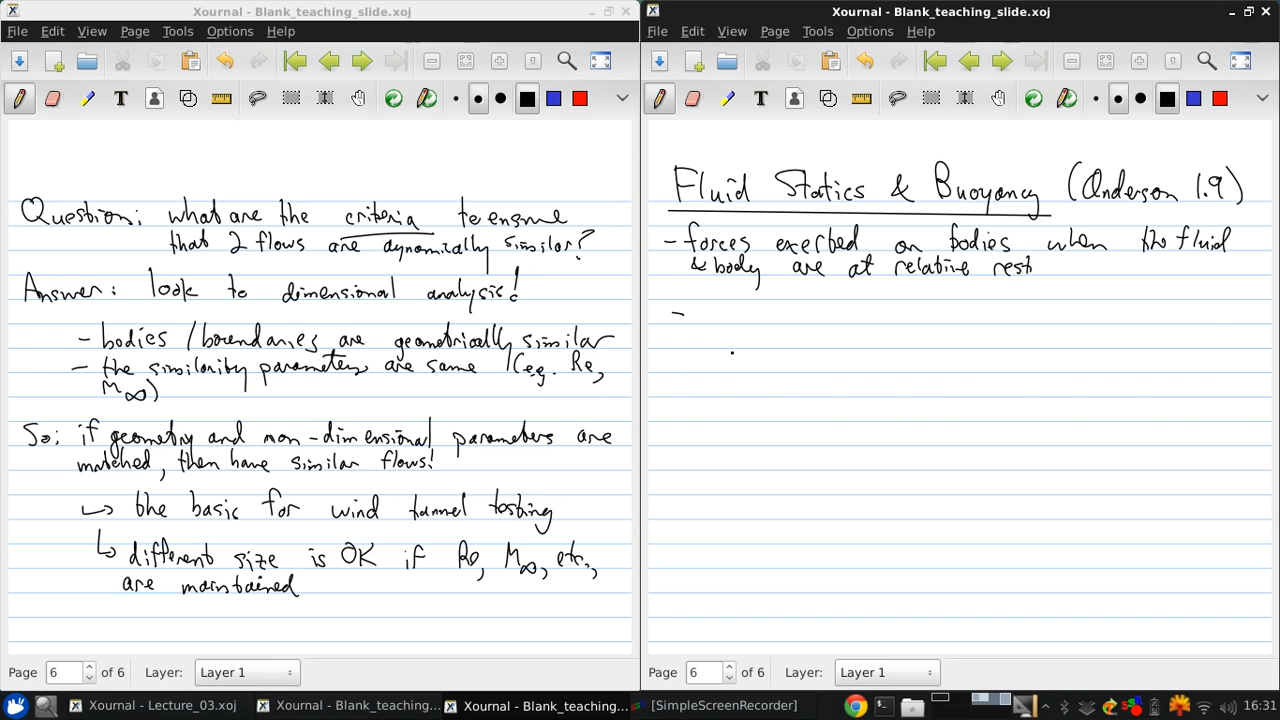 Xournal - Blank_teaching_slide.xoj
File Edit View Page Tools Options Help
Question: what are the criteria to ensure
that 2 flows are dynamically similar?
Answer: look to dimensional analysis!
- bodies / boundaries are geometrically similar
- the similarity parameters are same (e.g. Re,
M∞)
So: if geometry and non-dimensional parameters are
matched, then have similar flows!
↳ the basic for wind tunnel testing
↳ different size is OK if Re, M∞, etc.,
are maintained
Page 6 of 6 Layer: Layer 1
Xournal - Blank_teaching_slide.xoj
File Edit View Page Tools Options Help
Fluid Statics & Buoyancy (Anderson 1.9)
- forces exerted on bodies when the fluid
& body are at relative rest
-
Page 6 of 6 Layer: Layer 1
Xournal - Lecture_03.xoj
Xournal - Blank_teaching...
Xournal - Blank_teaching...
[SimpleScreenRecorder]
16:31